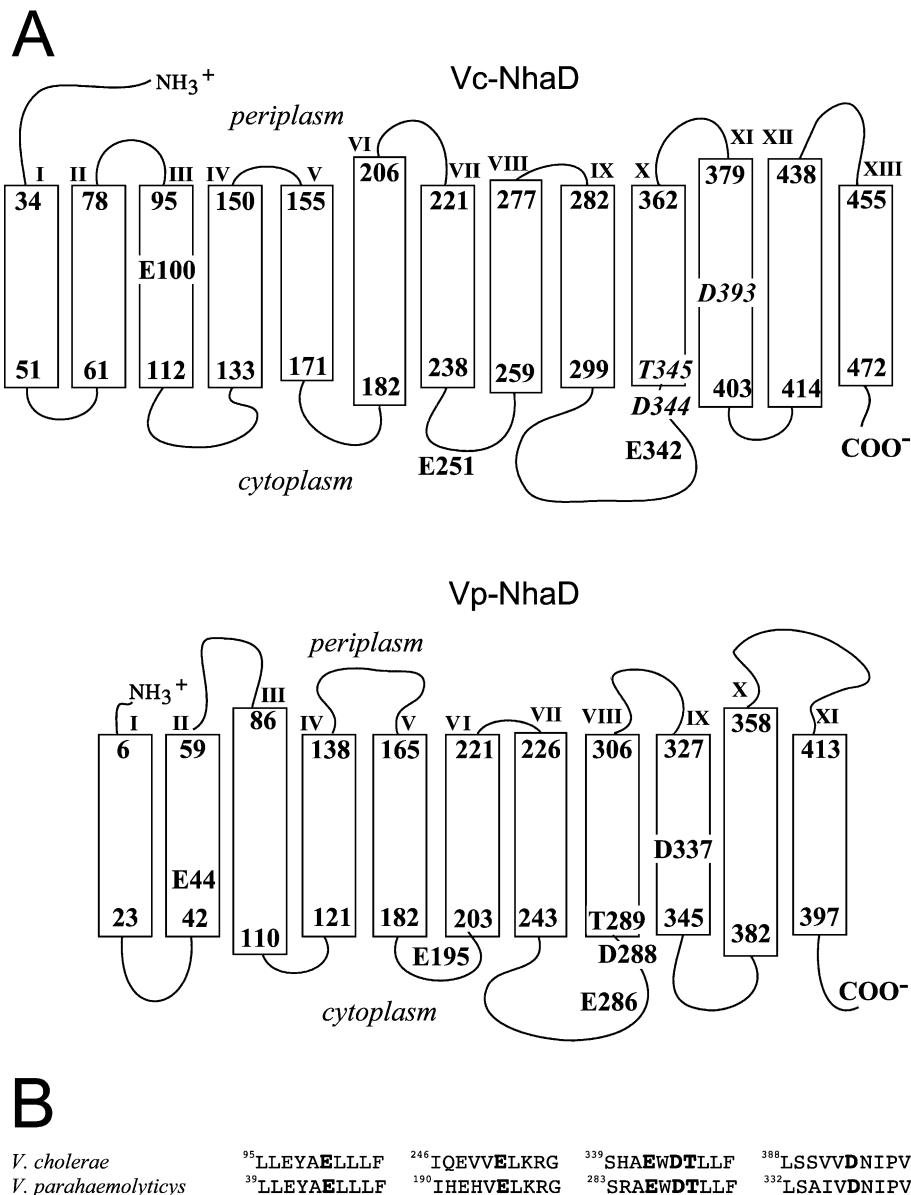 A
Vc-NhaD
NH3+
periplasm
I II III IV V VI VII VIII IX X XI XII XIII
34 78 95 150 155 206 221 277 282 362 379 438 455
E100
D393
51 61 112 133 171 182 238 259 299 T345 403 414 472
D344
E251
E342
COO-
cytoplasm
Vp-NhaD
periplasm
NH3+
I II III IV V VI VII VIII IX X XI
6 59 86 138 165 221 226 306 327 358 413
D337
E44
23 42 110 121 182 203 243 T289 345 382 397
E195
D288
E286
COO-
cytoplasm
B
V. cholerae 95LLEYAELLLF 246IQEVVELKRG 339SHAEWDTLLF 388LSSVVDNIPV
V. parahaemolyticys 39LLEYAELLLF 190IHEHVELKRG 283SRAEWDTLLF 332LSAIVDNIPV